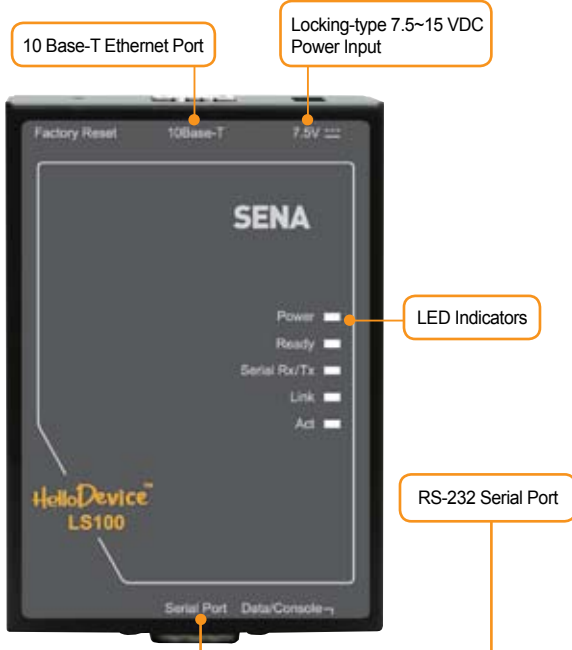 Locking-type 7.5~15 VDC
Power Input
10 Base-T Ethernet Port
Factory Reset 10Base-T 7.5V
SENA
Power
LED Indicators
Ready
Serial Rx/Tx
Link
Act
HelloDevice™
LS100
RS-232 Serial Port
Serial Port Data/Console